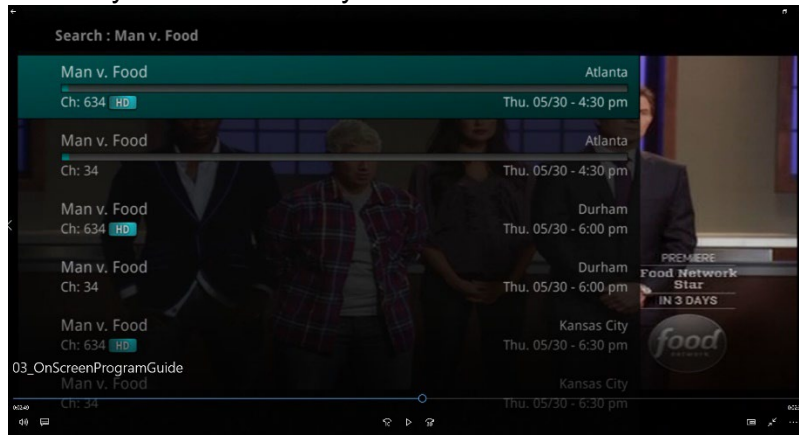 Search : Man v. Food
Man v. Food Atlanta
Ch: 634 HD Thu. 05/30 - 4:30 pm
Man v. Food Atlanta
Ch: 34 Thu. 05/30 - 4:30 pm
Man v. Food Durham
Ch: 634 HD Thu. 05/30 - 6:00 pm
Man v. Food Durham
Ch: 34 Thu. 05/30 - 6:00 pm
PREMIERE
Food Network
Star
IN 3 DAYS
food
NETWORK
Man v. Food Kansas City
Ch: 634 HD Thu. 05/30 - 6:30 pm
03_OnScreenProgramGuide
Man v. Food Kansas City
Ch: 34 Thu. 05/30 - 6:30 pm
0:02:49